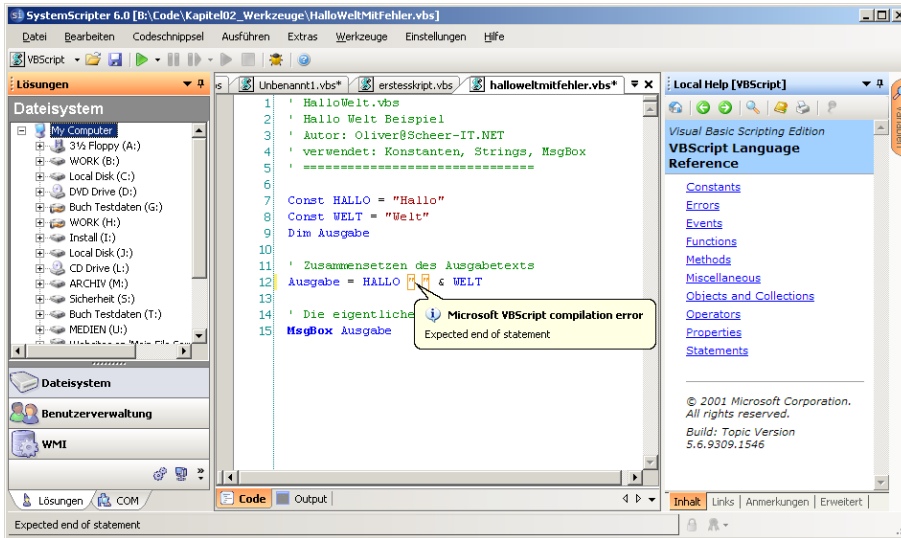 SystemScripter 6.0 [B:\Code\Kapitel02_Werkzeuge\HalloWeltMitFehler.vbs]
Datei Bearbeiten Codeschnippsel Ausführen Extras Werkzeuge Einstellungen Hilfe
VBScript
Lösungen
Dateisystem
My Computer
3½ Floppy (A:)
WORK (B:)
Local Disk (C:)
DVD Drive (D:)
Buch Testdaten (G:)
WORK (H:)
Install (I:)
Local Disk (J:)
CD Drive (L:)
ARCHIV (M:)
Sicherheit (S:)
Buch Testdaten (T:)
MEDIEN (U:)
Dateisystem
Benutzerverwaltung
WMI
Lösungen COM
Unbenannt1.vbs* erstesskript.vbs halloweltmitfehler.vbs*
1 ' HalloWelt.vbs
2 ' Hallo Welt Beispiel
3 ' Autor: Oliver@Scheer-IT.NET
4 ' verwendet: Konstanten, Strings, MsgBox
5 ' ================================
6
7 Const HALLO = "Hallo"
8 Const WELT = "Welt"
9 Dim Ausgabe
10
11 ' Zusammensetzen des Ausgabetexts
12 Ausgabe = HALLO " " & WELT
13
14 ' Die eigentliche
15 MsgBox Ausgabe
Microsoft VBScript compilation error
Expected end of statement
Code Output
Local Help [VBScript]
Visual Basic Scripting Edition
VBScript Language
Reference
Constants
Errors
Events
Functions
Methods
Miscellaneous
Objects and Collections
Operators
Properties
Statements
© 2001 Microsoft Corporation.
All rights reserved.
Build: Topic Version
5.6.9309.1546
Inhalt Links Anmerkungen Erweitert
Expected end of statement